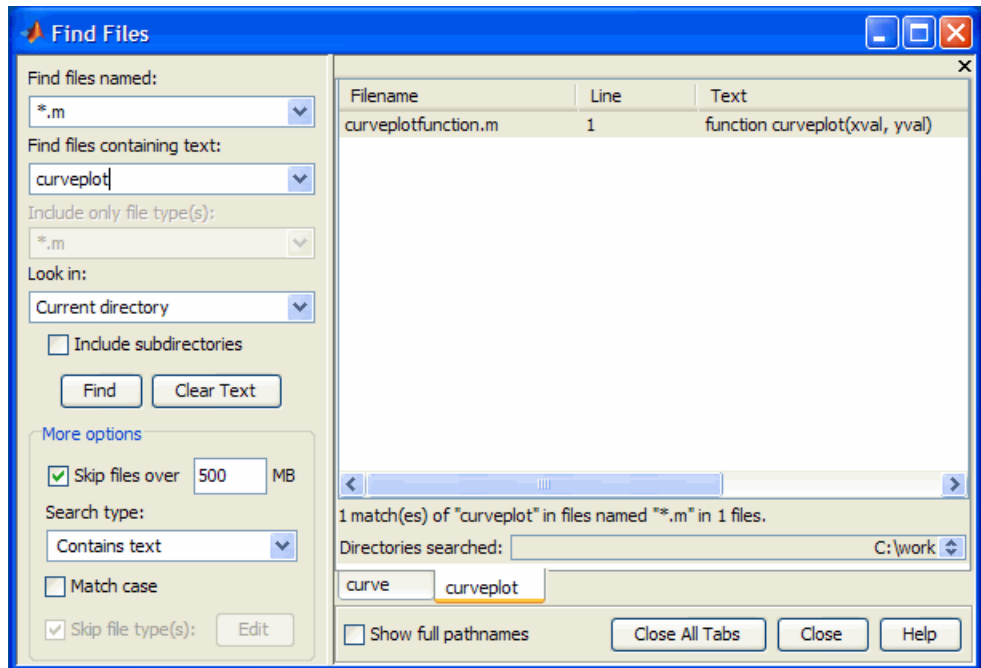 Find Files
Find files named:
*.m
Find files containing text:
curveplot
Include only file type(s):
*.m
Look in:
Current directory
Include subdirectories
Find Clear Text
More options
Skip files over 500 MB
Search type:
Contains text
Match case
Skip file type(s): Edit
Filename Line Text
curveplotfunction.m 1 function curveplot(xval, yval)
1 match(es) of "curveplot" in files named "*.m" in 1 files.
Directories searched: C:\work
curve curveplot
Show full pathnames Close All Tabs Close Help